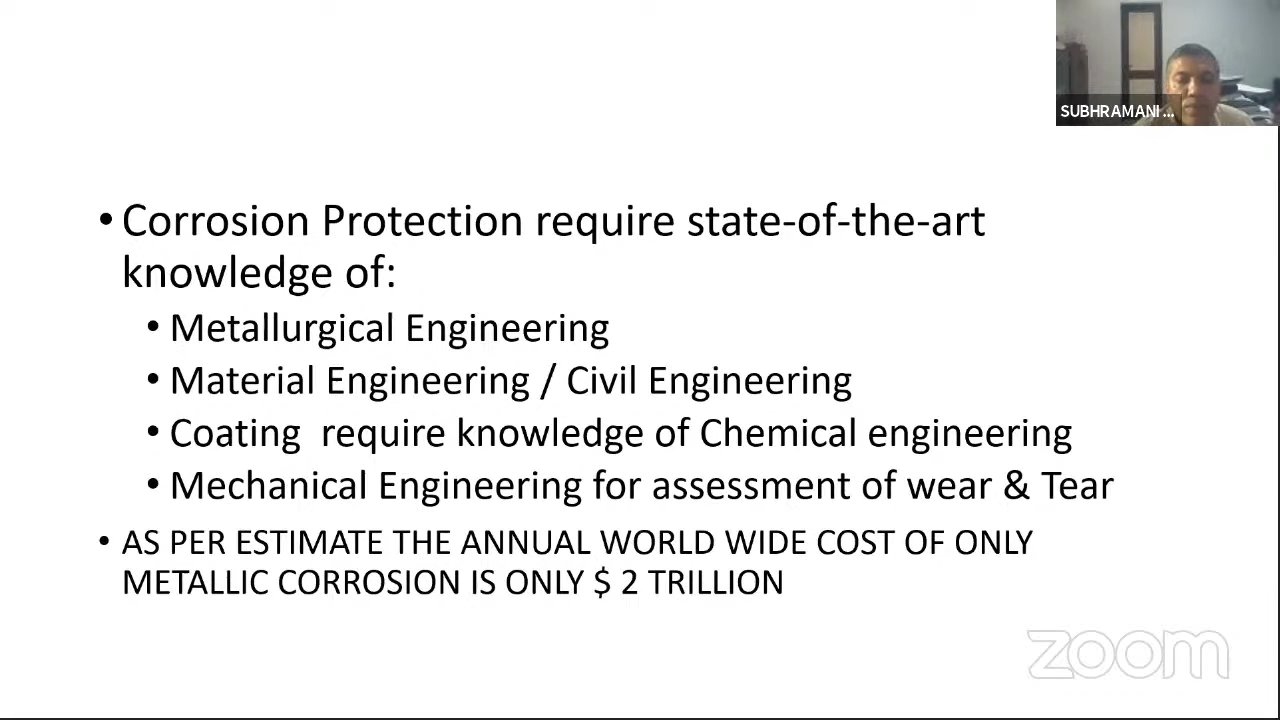 SUBHRAMANI ...
• Corrosion Protection require state-of-the-art
knowledge of:
• Metallurgical Engineering
• Material Engineering / Civil Engineering
• Coating  require knowledge of Chemical engineering
• Mechanical Engineering for assessment of wear & Tear
• AS PER ESTIMATE THE ANNUAL WORLD WIDE COST OF ONLY
METALLIC CORROSION IS ONLY $ 2 TRILLION
zoom